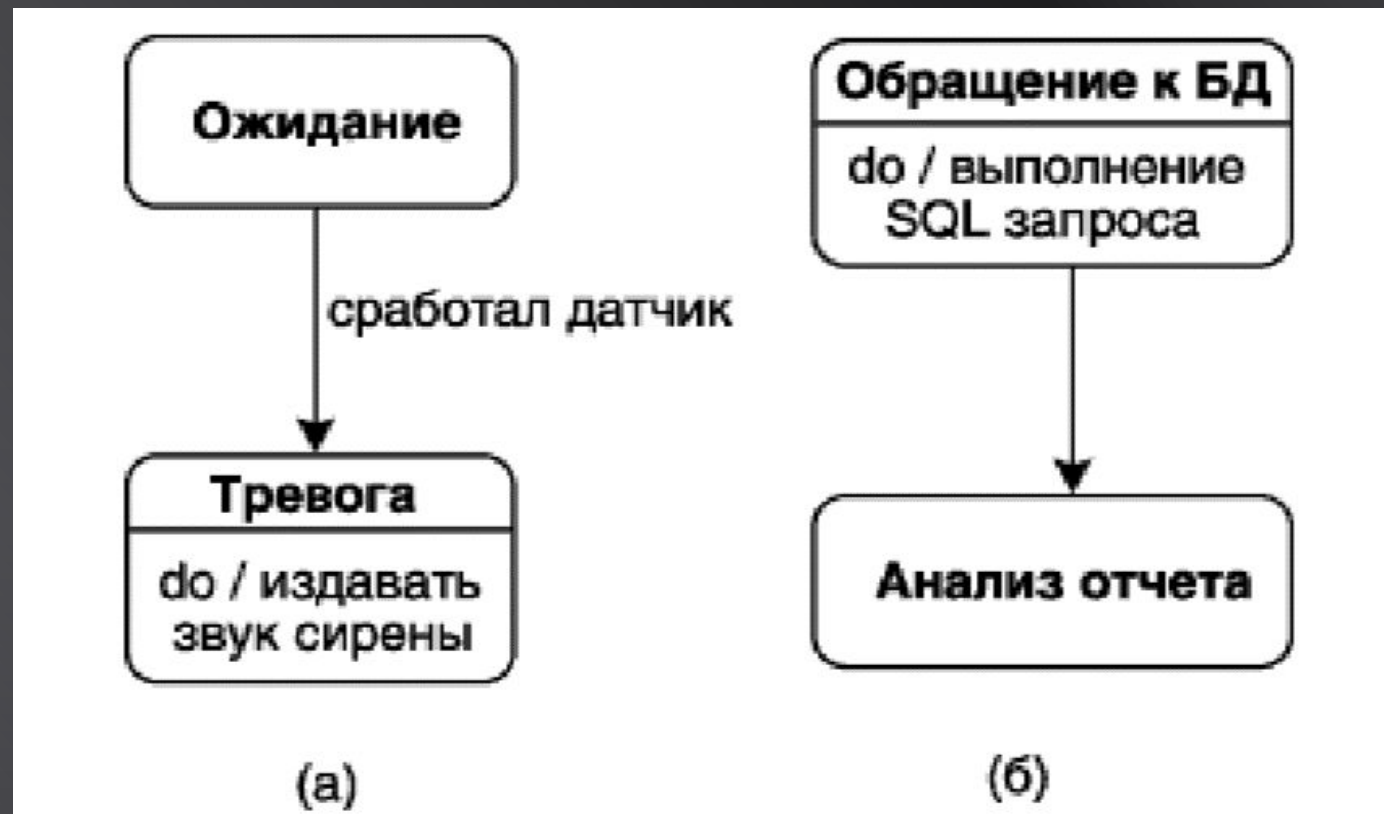 Ожидание
сработал датчик
Тревога
do / издавать
звук сирены
(а)
Обращение к БД
do / выполнение
SQL запроса
Анализ отчета
(б)